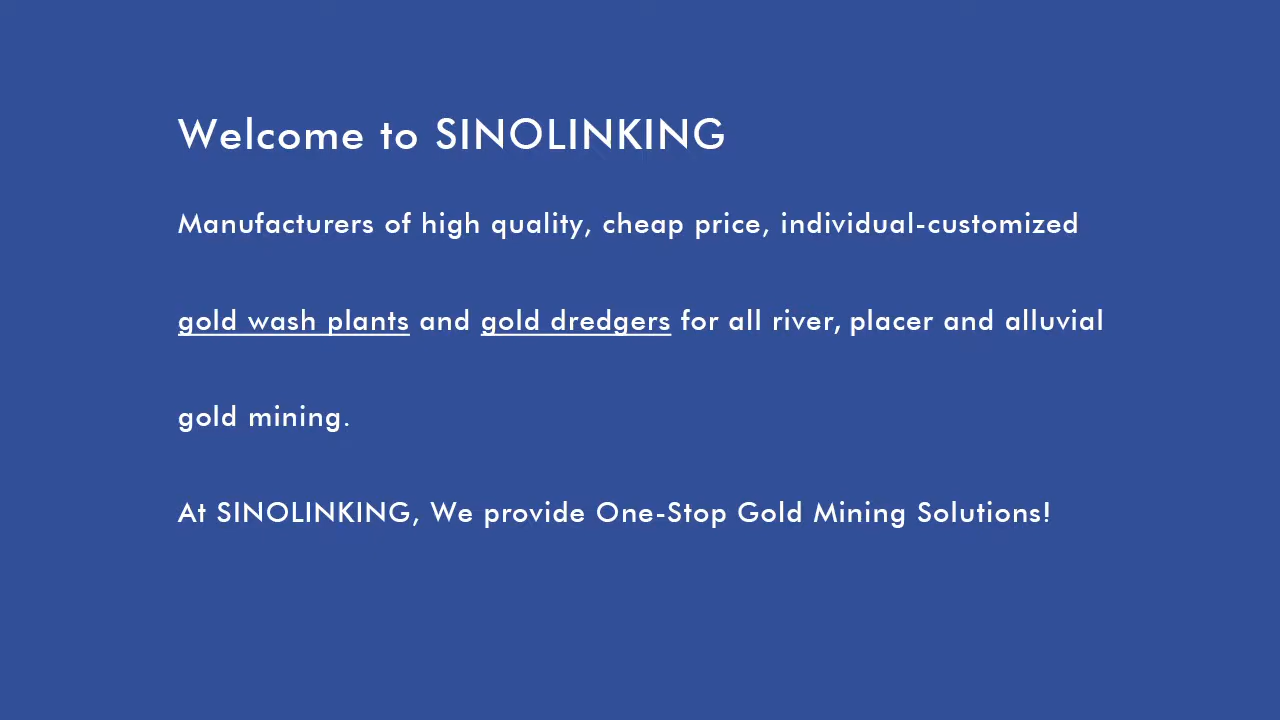 Welcome to SINOLINKING
Manufacturers of high quality, cheap price, individual-customized
gold wash plants and gold dredgers for all river, placer and alluvial
gold mining.
At SINOLINKING, We provide One-Stop Gold Mining Solutions!